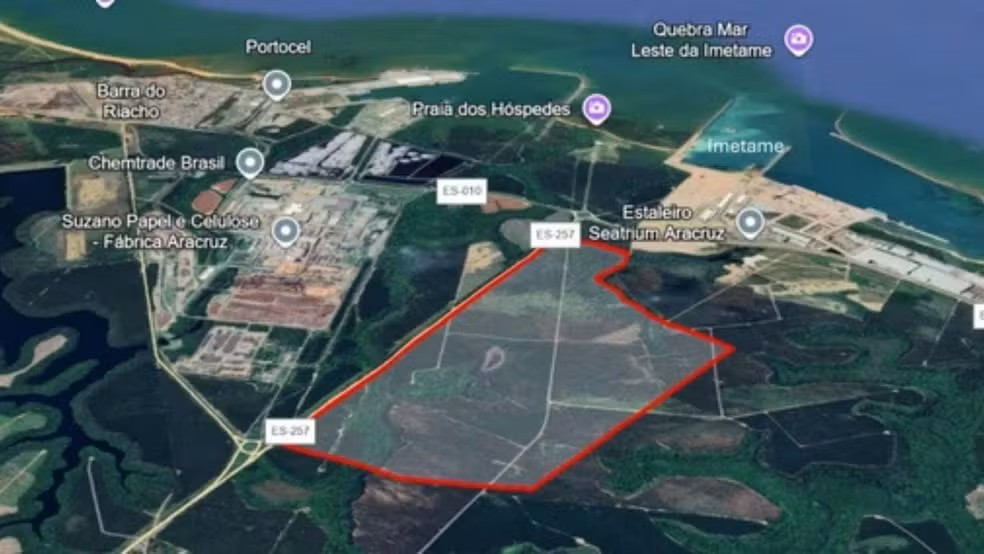 Quebra Mar
Leste da Imetame
Portocel
Barra do
Riacho
Praia dos Hóspedes
Imetame
Chemtrade Brasil
ES-010
Suzano Papel e Celulose
- Fábrica Aracruz
ES-257
Estaleiro
Seatrium Aracruz
ES-257